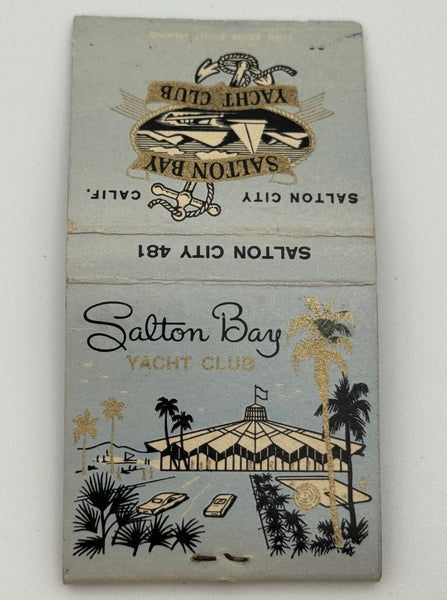 YACHT CLUB
SALTON BAY
SALTON CITY
CALIF.
SALTON CITY 481
Salton Bay
YACHT CLUB